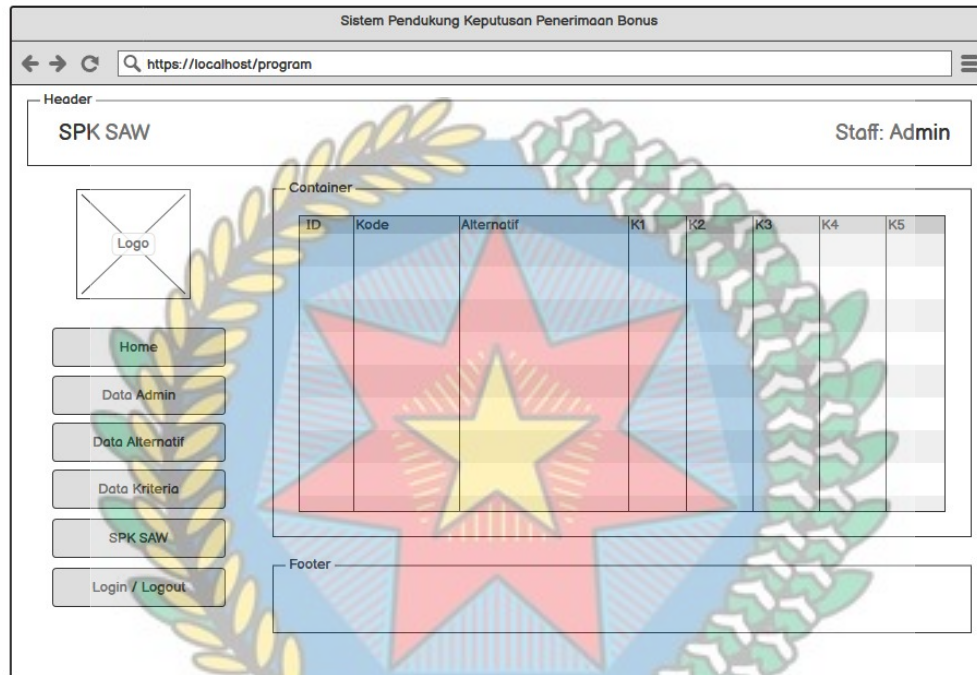 Sistem Pendukung Keputusan Penerimaan Bonus
https://localhost/program
Header
SPK SAW
Staff: Admin
Logo
Home
Data Admin
Data Alternatif
Data Kriteria
SPK SAW
Login / Logout
Container
ID Kode Alternatif K1 K2 K3 K4 K5
Footer